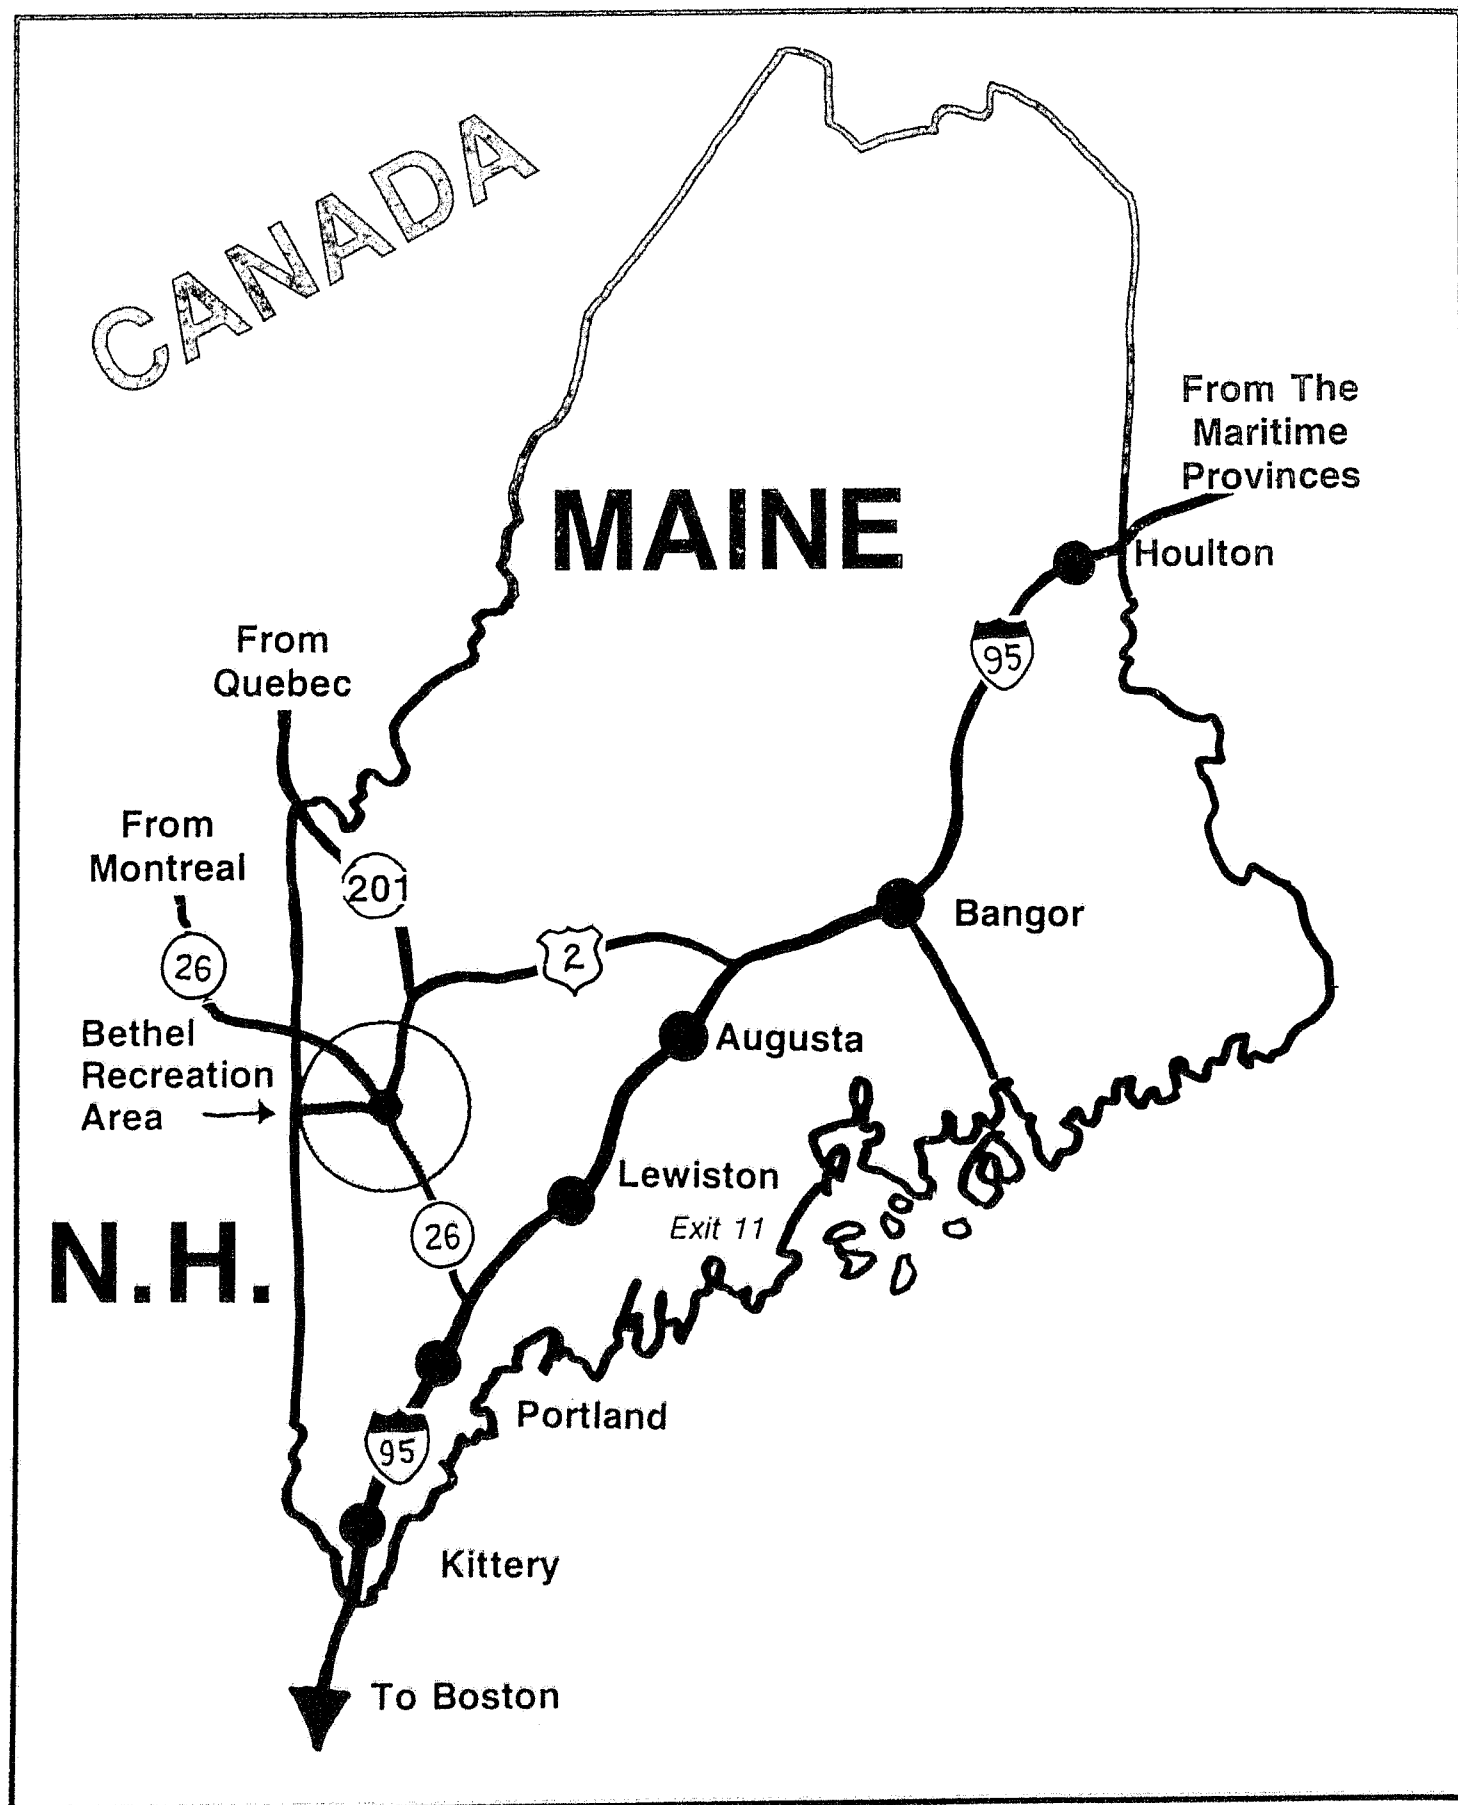 CANADA
From The
Maritime
Provinces
MAINE
Houlton
From
Quebec
95
From
Montreal
201
Bangor
26
2
Bethel
Recreation
Area
Augusta
Lewiston
Exit 11
26
N.H.
Portland
95
Kittery
To Boston